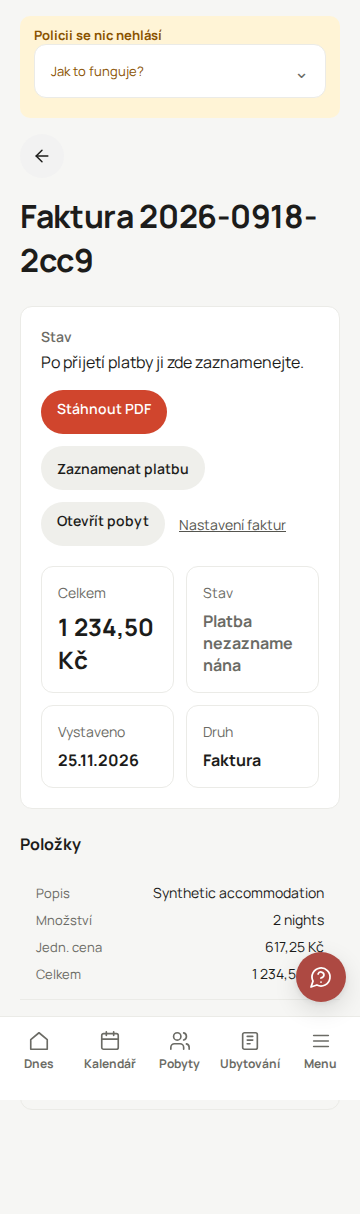 Policii se nic nehlásí
Jak to funguje?
Faktura 2026-0918-
2cc9
Stav
Po přijetí platby ji zde zaznamenejte.
Stáhnout PDF
Zaznamenat platbu
Otevřít pobyt
Nastavení faktur
Celkem
1 234,50
Kč
Stav
Platba
nezazname
nána
Vystaveno
25.11.2026
Druh
Faktura
Položky
Popis
Synthetic accommodation
Množství
2 nights
Jedn. cena
617,25 Kč
Celkem
1 234,5
Dnes
Kalendář
Pobyty
Ubytování
Menu